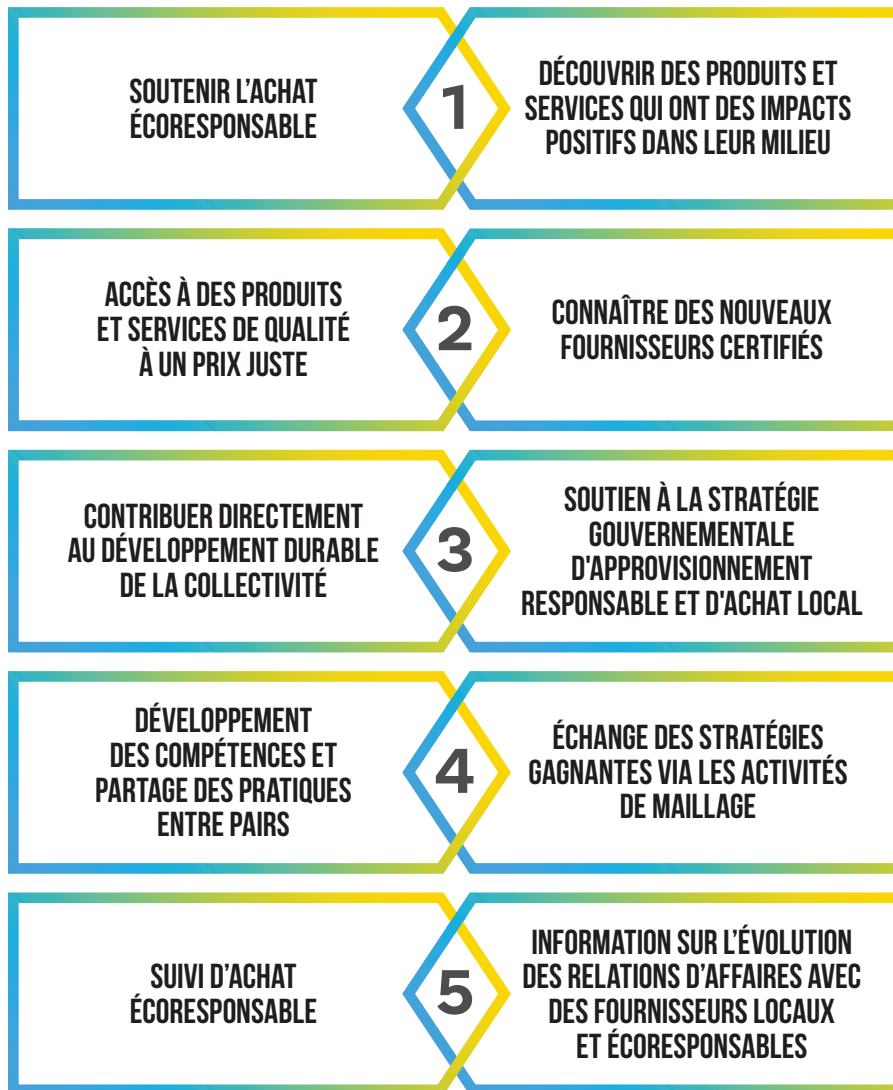 SOUTENIR L’ACHAT
ÉCORESPONSABLE
1
DÉCOUVRIR DES PRODUITS ET
SERVICES QUI ONT DES IMPACTS
POSITIFS DANS LEUR MILIEU
ACCÈS À DES PRODUITS
ET SERVICES DE QUALITÉ
À UN PRIX JUSTE
2
CONNAÎTRE DES NOUVEAUX
FOURNISSEURS CERTIFIÉS
CONTRIBUER DIRECTEMENT
AU DÉVELOPPEMENT DURABLE
DE LA COLLECTIVITÉ
3
SOUTIEN À LA STRATÉGIE
GOUVERNEMENTALE
D'APPROVISIONNEMENT
RESPONSABLE ET D'ACHAT LOCAL
DÉVELOPPEMENT
DES COMPÉTENCES ET
PARTAGE DES PRATIQUES
ENTRE PAIRS
4
ÉCHANGE DES STRATÉGIES
GAGNANTES VIA LES ACTIVITÉS
DE MAILLAGE
SUIVI D’ACHAT
ÉCORESPONSABLE
5
INFORMATION SUR L’ÉVOLUTION
DES RELATIONS D’AFFAIRES AVEC
DES FOURNISSEURS LOCAUX
ET ÉCORESPONSABLES